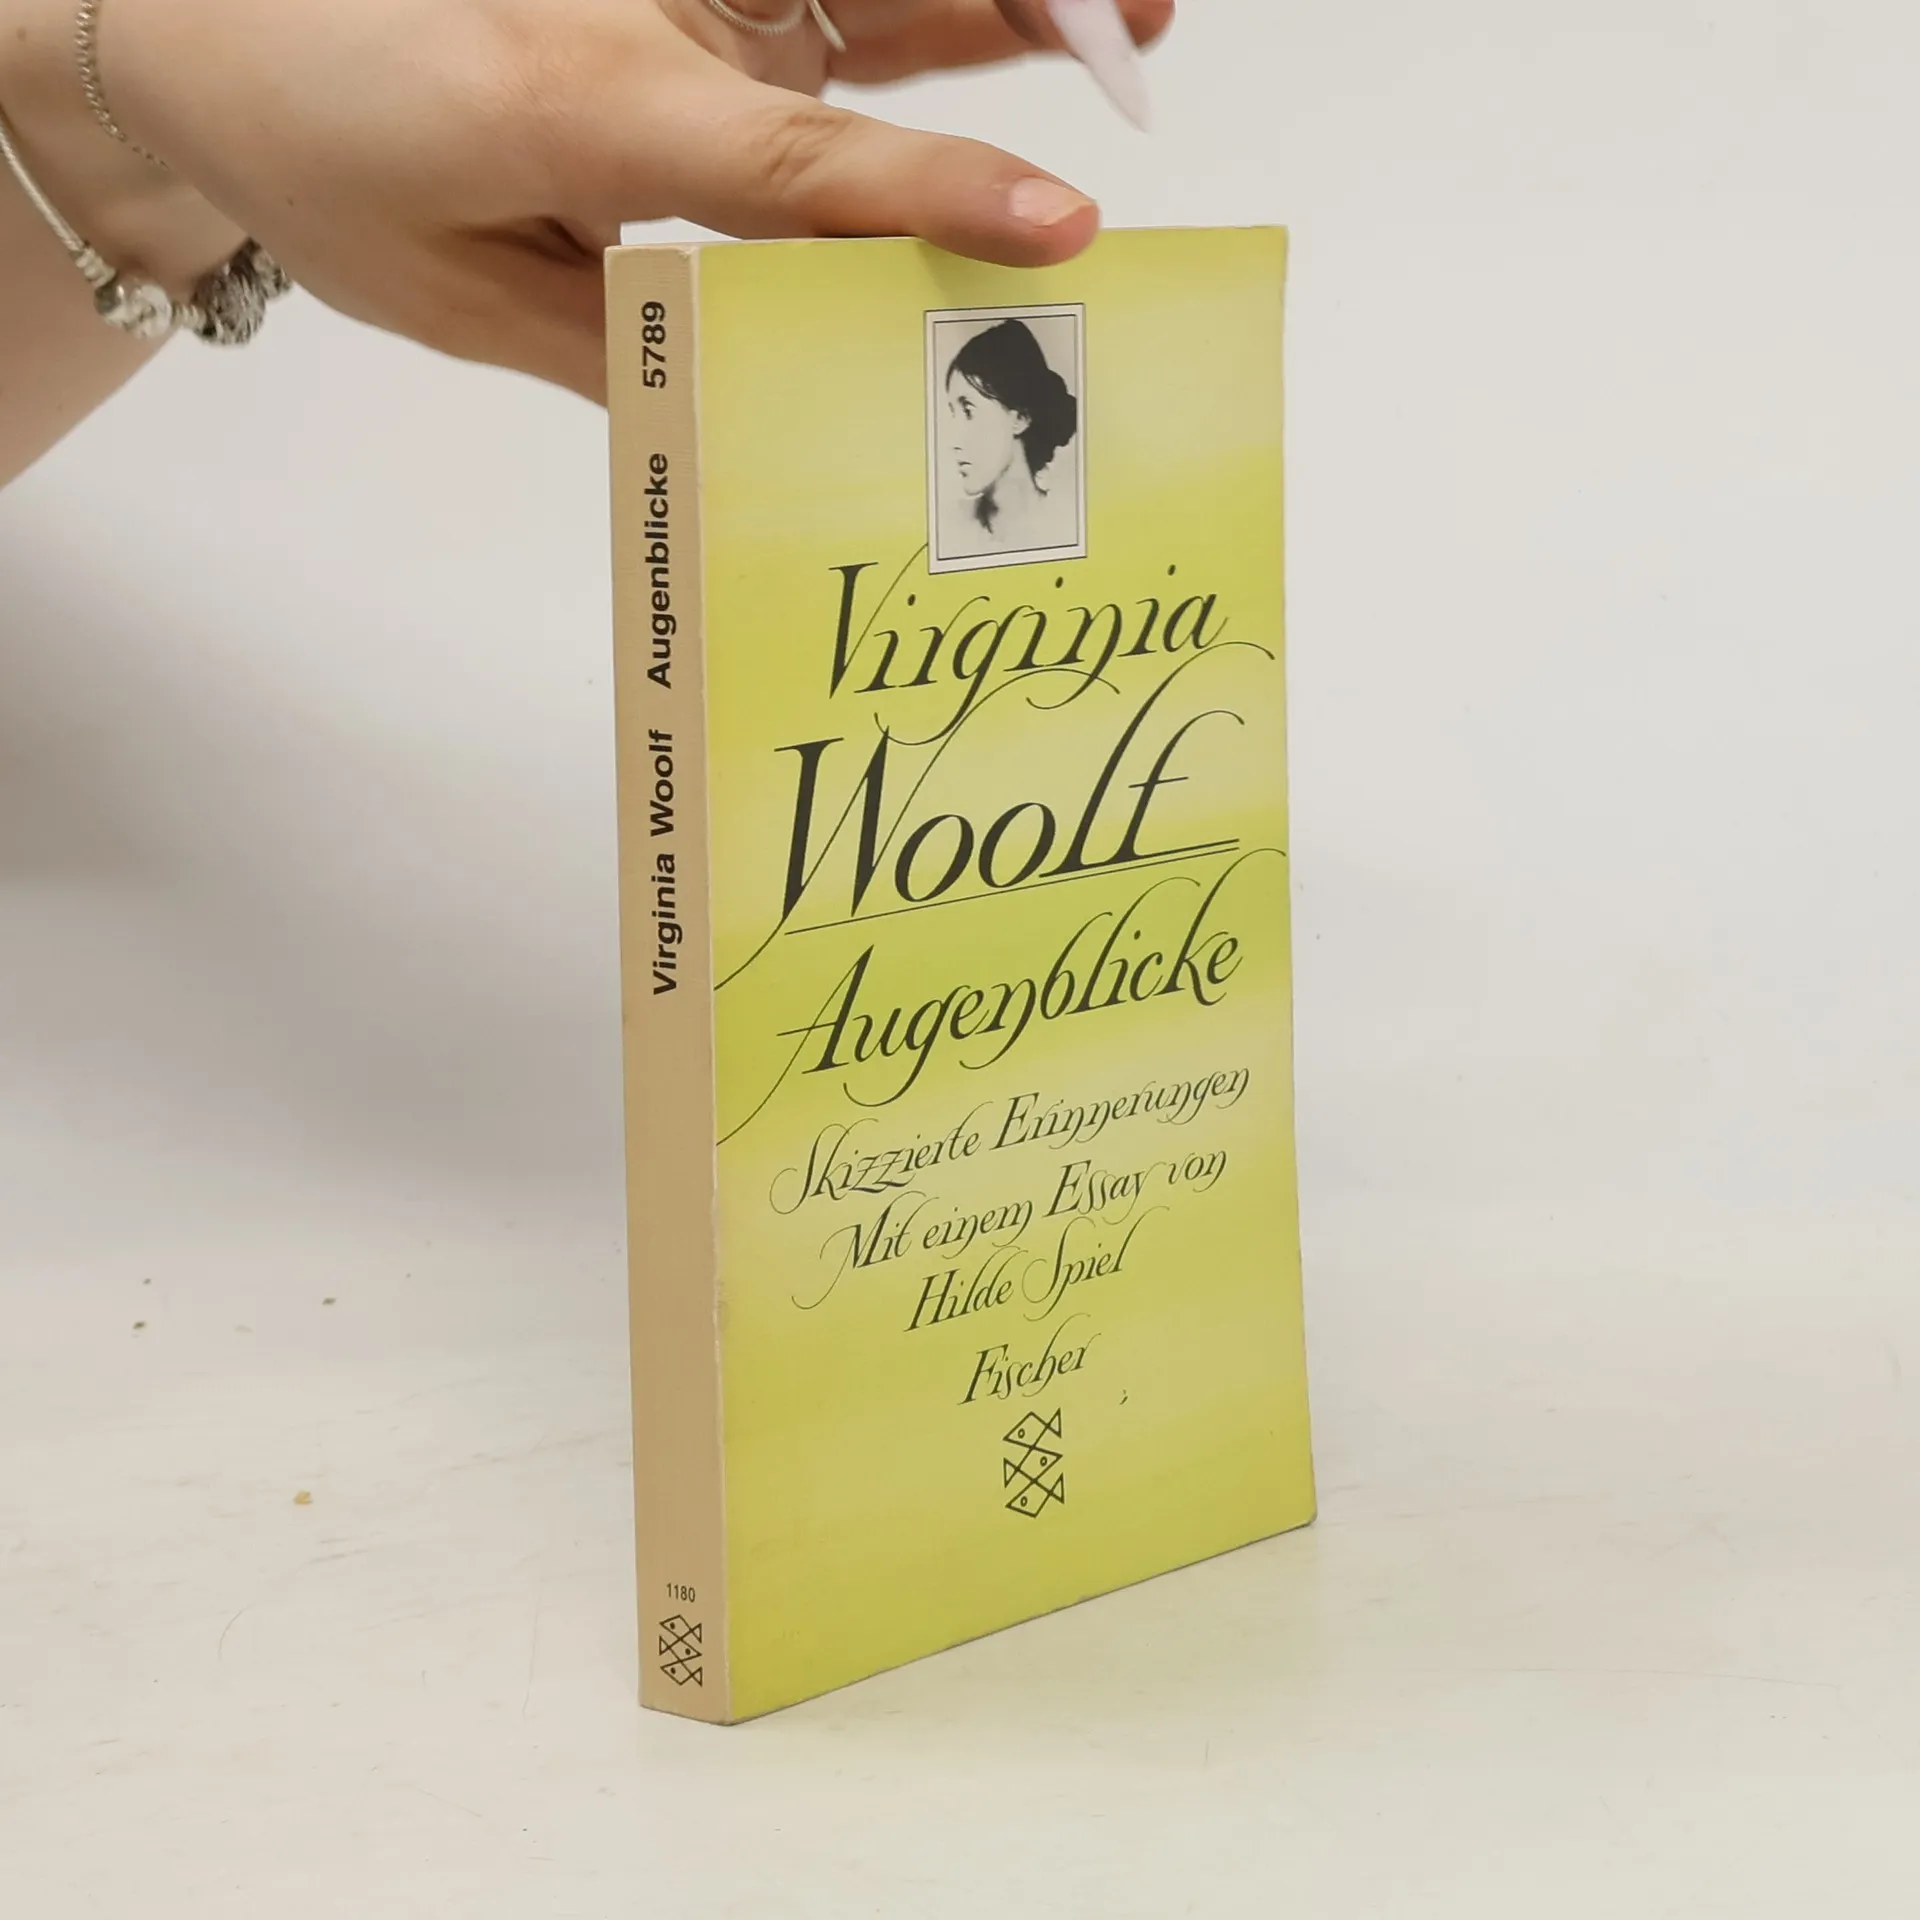 Virginia Woolf Augenblicke 5789
1180
Virginia
Woolf
Augenblicke
Skizzierte Erinnerungen
Mit einem Essay von
Hilde Spiel
Fischer